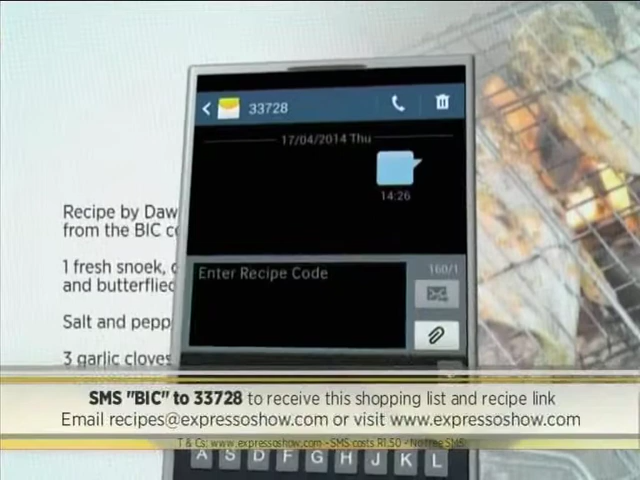 33728
17/04/2014 Thu
14:26
Recipe by Daw
from the BIC
1 fresh snoek,
and butterflied
Salt and pepp
3 garlic cloves
Enter Recipe Code
160/1
SMS "BIC" to 33728 to receive this shopping list and recipe link
Email recipes@expressoshow.com or visit www.expressoshow.com
T & Cs: www.expressoshow.com - SMS costs R1.50 - No free SMS
A S D F G H J K L